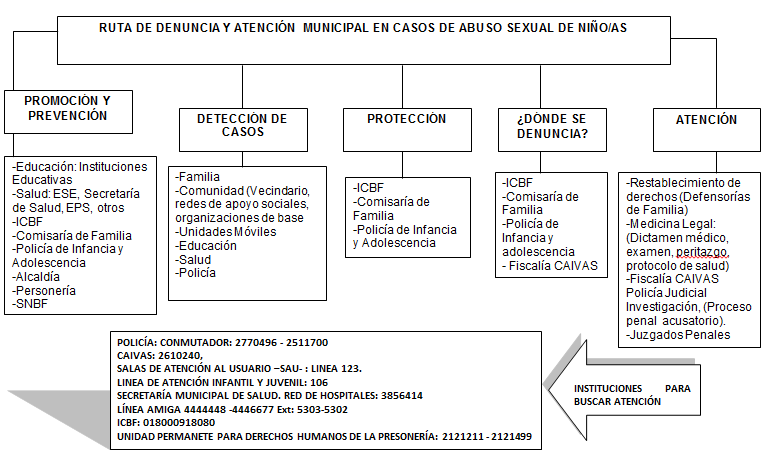 RUTA DE DENUNCIA Y ATENCIÓN MUNICIPAL EN CASOS DE ABUSO SEXUAL DE NIÑO/AS
PROMOCIÓN Y
PREVENCIÓN
-Educación: Instituciones
Educativas
-Salud: ESE, Secretaría
de Salud, EPS, otros
-ICBF
-Comisaría de Familia
-Policía de Infancia y
Adolescencia
-Alcaldía
-Personería
-SNBF
DETECCIÓN DE
CASOS
-Familia
-Comunidad (Vecindario,
redes de apoyo sociales,
organizaciones de base
-Unidades Móviles
-Educación
-Salud
-Policía
PROTECCIÓN
-ICBF
-Comisaría de
Familia
-Policía de Infancia
y Adolescencia
¿DÓNDE SE
DENUNCIA?
-ICBF
-Comisaría de
Familia
-Policía de
Infancia y
adolescencia
- Fiscalía CAIVAS
ATENCIÓN
-Restablecimiento de
derechos (Defensorías
de Familia)
-Medicina Legal:
(Dictamen médico,
examen, peritazgo,
protocolo de salud)
-Fiscalía CAIVAS
Policía Judicial
Investigación, (Proceso
penal acusatorio).
-Juzgados Penales
POLICÍA: CONMUTADOR: 2770496 - 2511700
CAIVAS: 2610240,
SALAS DE ATENCIÓN AL USUARIO –SAU- : LINEA 123.
LINEA DE ATENCIÓN INFANTIL Y JUVENIL: 106
SECRETARÍA MUNICIPAL DE SALUD. RED DE HOSPITALES: 3856414
LÍNEA AMIGA 4444448 -4446677 Ext: 5303-5302
ICBF: 018000918080
UNIDAD PERMANETE PARA DERECHOS HUMANOS DE LA PRESONERÍA: 2121211 - 2121499
INSTITUCIONES PARA
BUSCAR ATENCIÓN